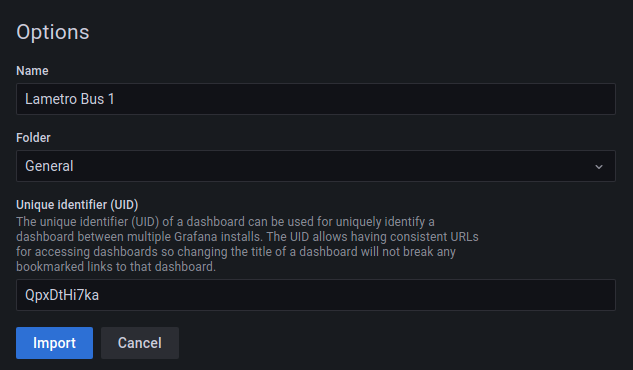 Options
Name
Lametro Bus 1
Folder
General
Unique identifier (UID)
The unique identifier (UID) of a dashboard can be used for uniquely identify a
dashboard between multiple Grafana installs. The UID allows having consistent URLs
for accessing dashboards so changing the title of a dashboard will not break any
bookmarked links to that dashboard.
QpxDtHi7ka
Import Cancel